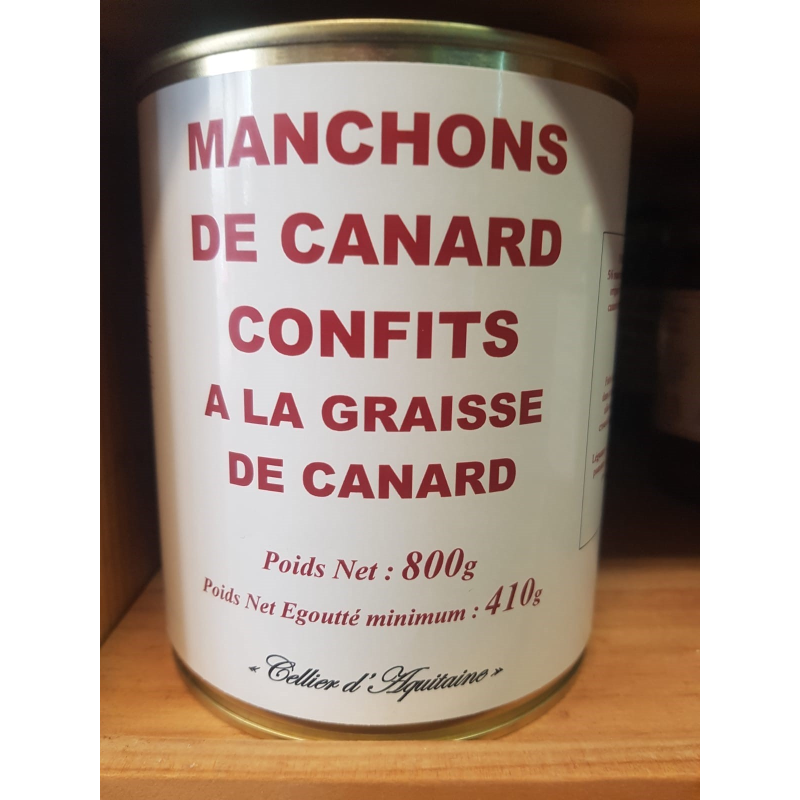 MANCHONS
DE CANARD
CONFITS
A LA GRAISSE
DE CANARD
Poids Net : 800g
Poids Net Egoutté minimum : 410g
« Cellier d'Aquitaine »